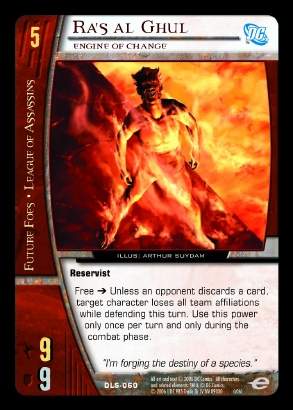 5
RA'S AL GHUL
ENGINE OF CHANGE
DC
FUTURE FOES • LEAGUE OF ASSASSINS
ILLUS: ARTHUR SUYDAM
Reservist
Free ➔ Unless an opponent discards a card,
target character loses all team affiliations
while defending this turn. Use this power
only once per turn and only during the
combat phase.
9
9
"I'm forging the destiny of a species."
DLS-060